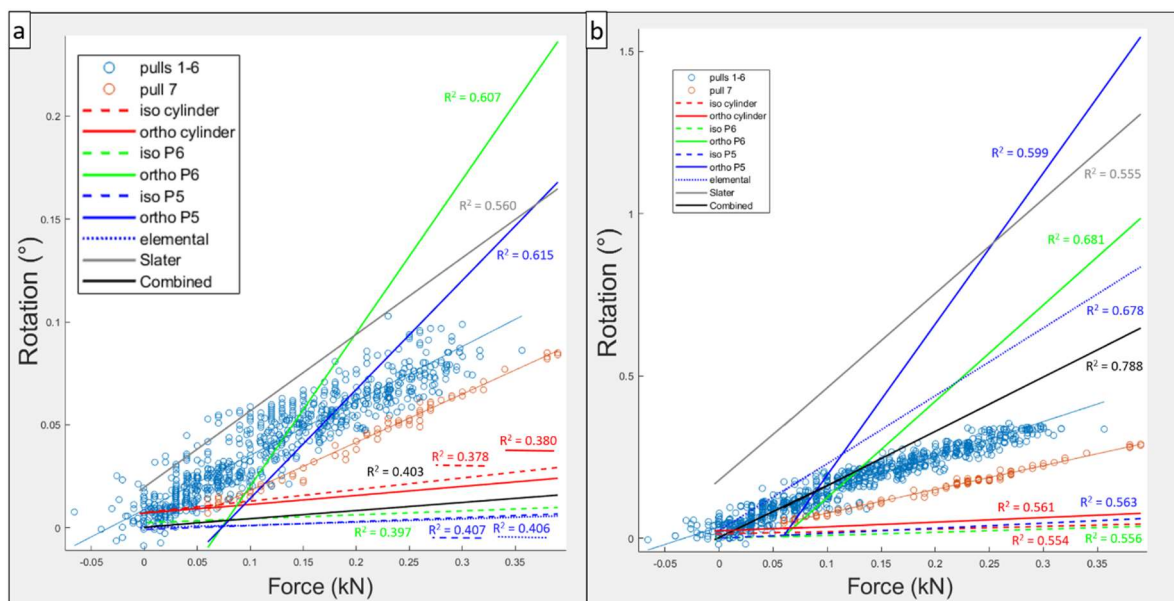 a
pulls 1-6
pull 7
iso cylinder
ortho cylinder
iso P6
ortho P6
iso P5
ortho P5
elemental
Slater
Combined
R² = 0.607
R² = 0.560
R² = 0.615
R² = 0.380
R² = 0.378
R² = 0.403
R² = 0.397
R² = 0.407
R² = 0.406
Rotation (°)
0.2
0.15
0.1
0.05
0
-0.05
0
0.05
0.1
0.15
0.2
0.25
0.3
0.35
Force (kN)
b
pulls 1-6
pull 7
iso cylinder
ortho cylinder
iso P6
ortho P6
iso P5
ortho P5
elemental
Slater
Combined
R² = 0.599
R² = 0.555
R² = 0.681
R² = 0.678
R² = 0.788
R² = 0.561
R² = 0.563
R² = 0.554
R² = 0.556
Rotation (°)
1.5
1
0.5
0
-0.05
0
0.05
0.1
0.15
0.2
0.25
0.3
0.35
Force (kN)